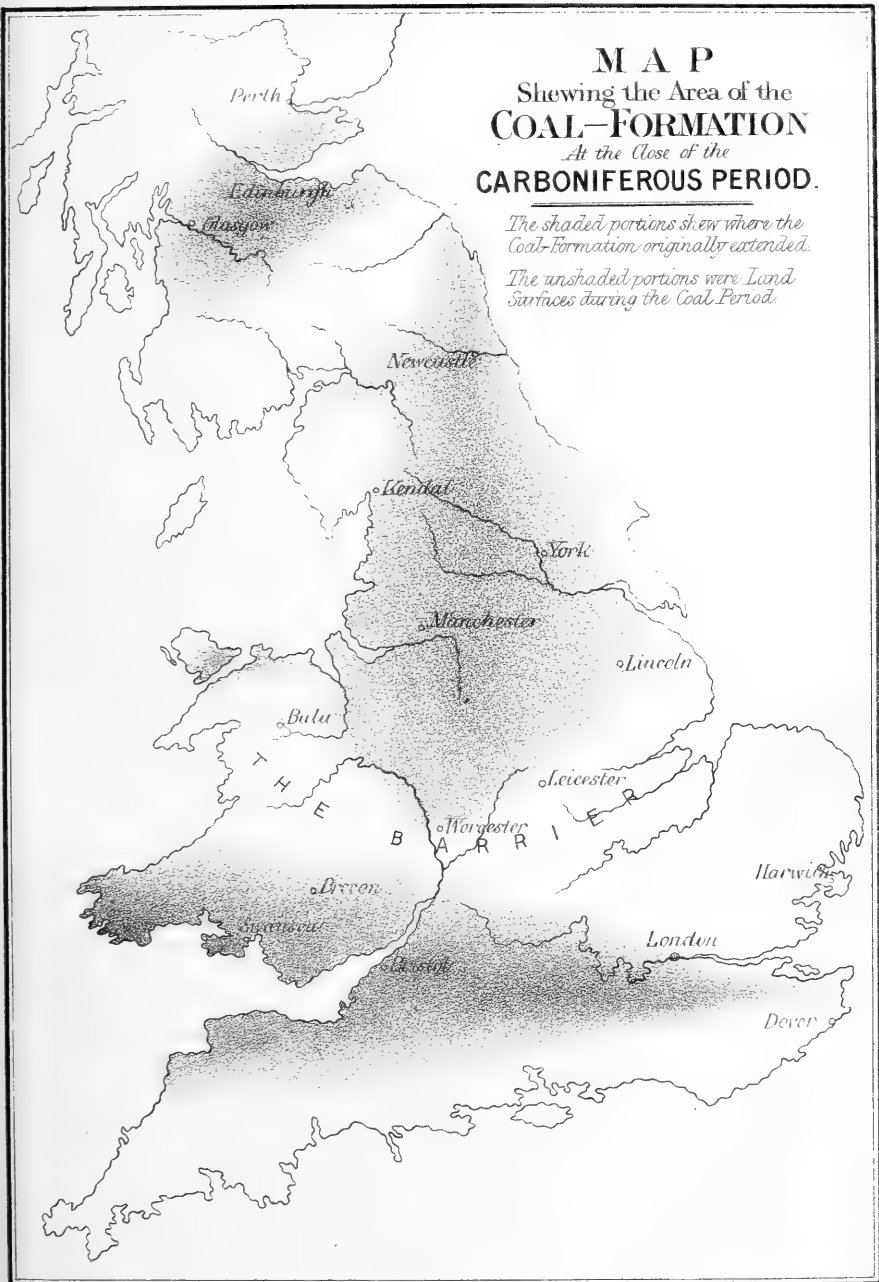 MAP
Shewing the Area of the
COAL-FORMATION
At the Close of the
CARBONIFEROUS PERIOD.
The shaded portions shew where the
Coal-Formation originally extended.
The unshaded portions were Land
Surfaces during the Coal Period.
Perth
Edinburgh
Glasgow
Newcastle
Kendal
York
Manchester
Lincoln
Bala
Leicester
THE BARRIER
Worcester
Harwich
Brecon
Swansea
London
Bristol
Dover